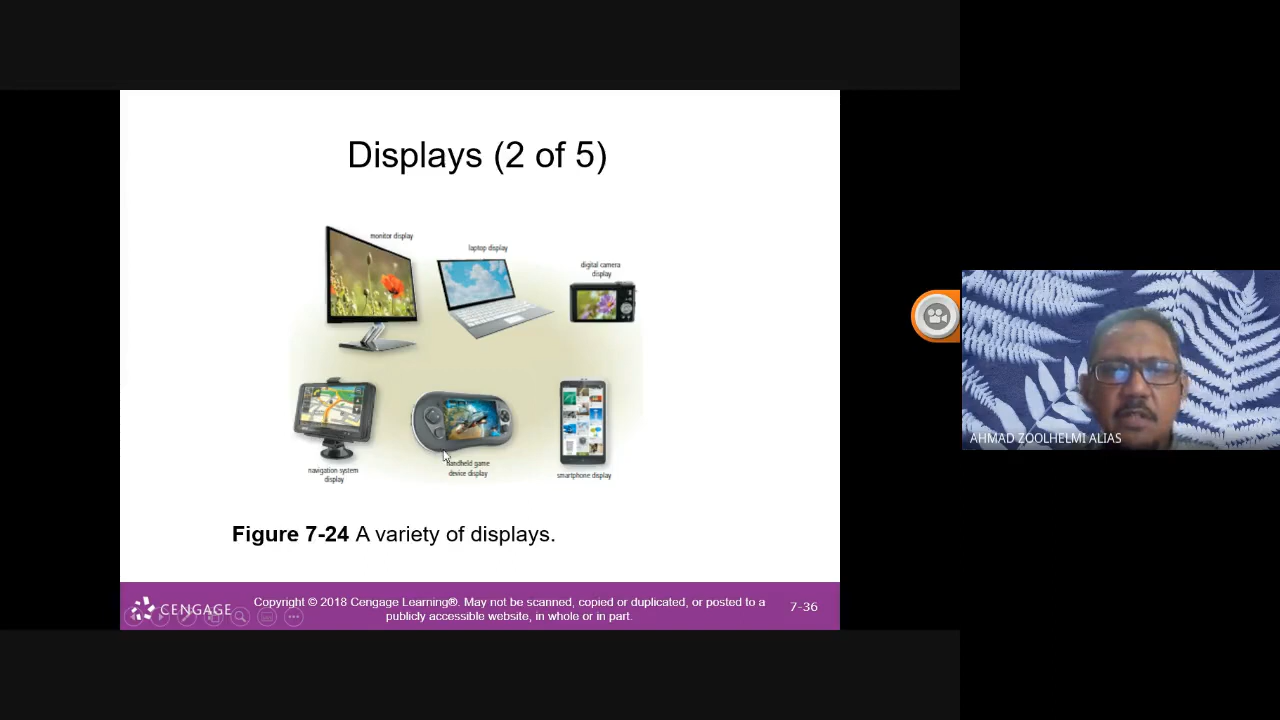 Displays (2 of 5)
monitor display
laptop display
digital camera
display
navigation system
display
handheld game
device display
smartphone display
Figure 7-24 A variety of displays.
CENGAGE
Copyright © 2018 Cengage Learning®. May not be scanned, copied or duplicated, or posted to a
publicly accessible website, in whole or in part.
7-36
AHMAD ZOOLHELMI ALIAS